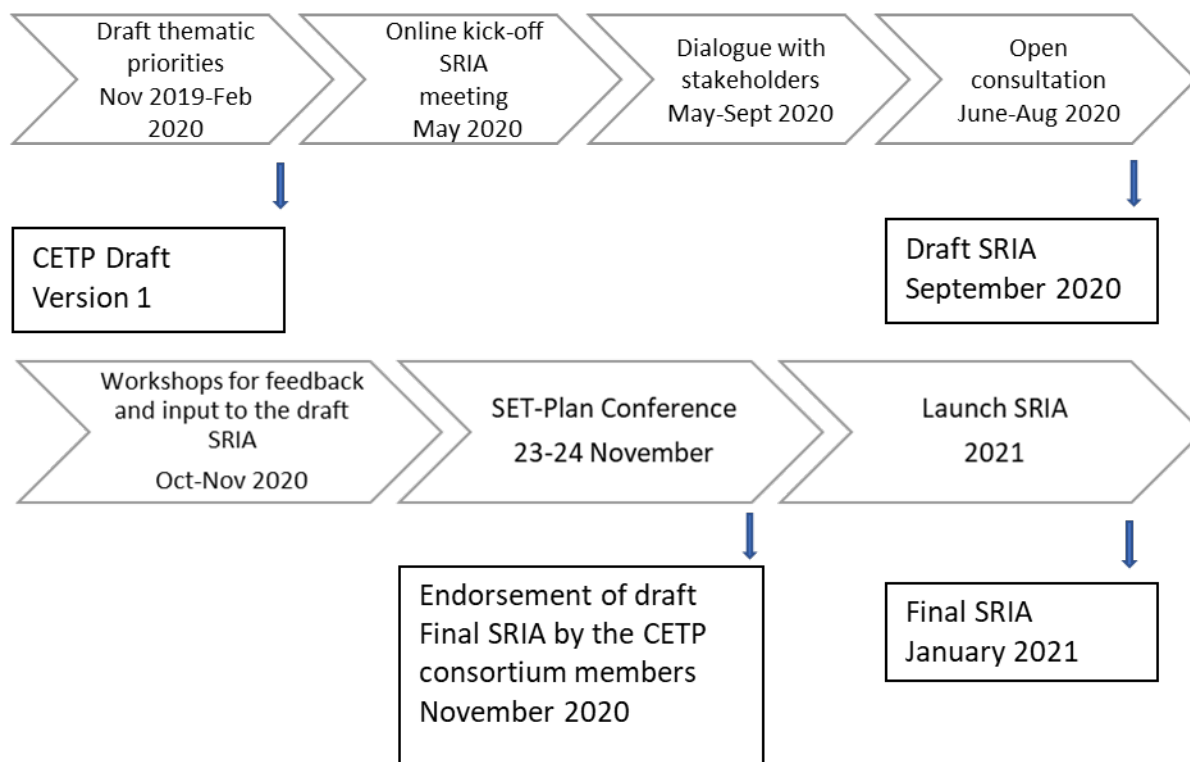 Draft thematic
priorities
Nov 2019-Feb
2020
Online kick-off
SRIA
meeting
May 2020
Dialogue with
stakeholders
May-Sept 2020
Open
consultation
June-Aug 2020
CETP Draft
Version 1
Draft SRIA
September 2020
Workshops for feedback
and input to the draft
SRIA
Oct-Nov 2020
SET-Plan Conference
23-24 November
Launch SRIA
2021
Endorsement of draft
Final SRIA by the CETP
consortium members
November 2020
Final SRIA
January 2021